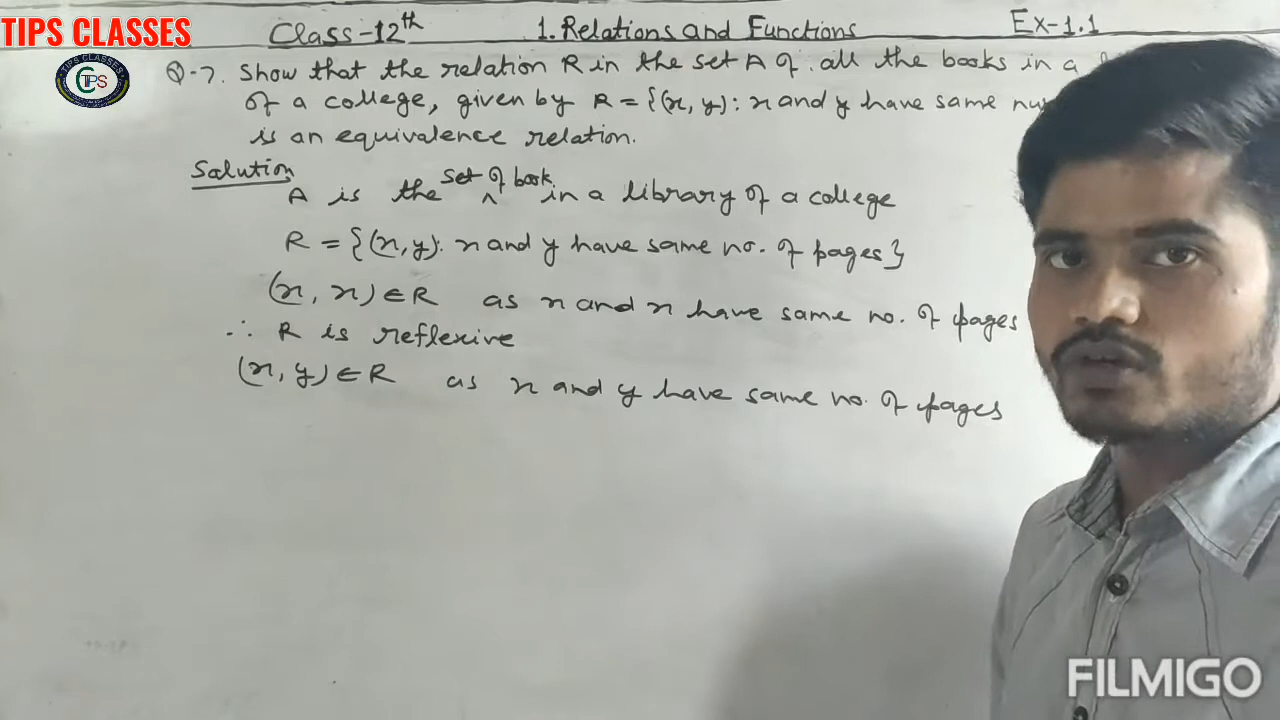 TIPS CLASSES
Class-12th 1. Relations and Functions Ex-1.1
TIPS CLASSES
TIPS
Q-7. Show that the relation R in the set A of all the books in a
of a college, given by R = {(x, y) : x and y have same
is an equivalence relation.
Solution
A is the set of book in a library of a college
R = {(x, y): x and y have same no. of pages}
(x, x) ∈ R as x and x have same no. of pages
∴ R is reflexive
(x, y) ∈ R as x and y have same no. of pages
FILMIGO